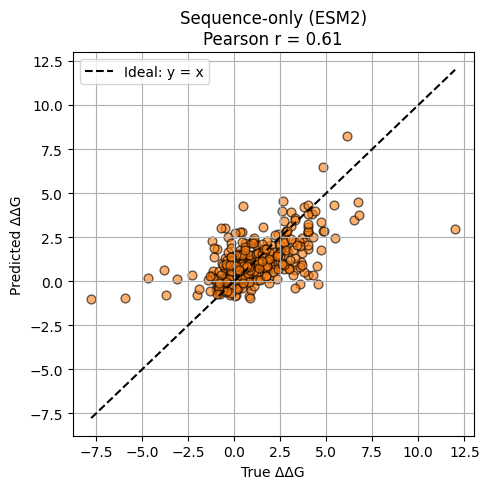 Sequence-only (ESM2)
Pearson r = 0.61
Ideal: y = x
Predicted ΔΔG
12.5
10.0
7.5
5.0
2.5
0.0
−2.5
−5.0
−7.5
−7.5 −5.0 −2.5 0.0 2.5 5.0 7.5 10.0 12.5
True ΔΔG